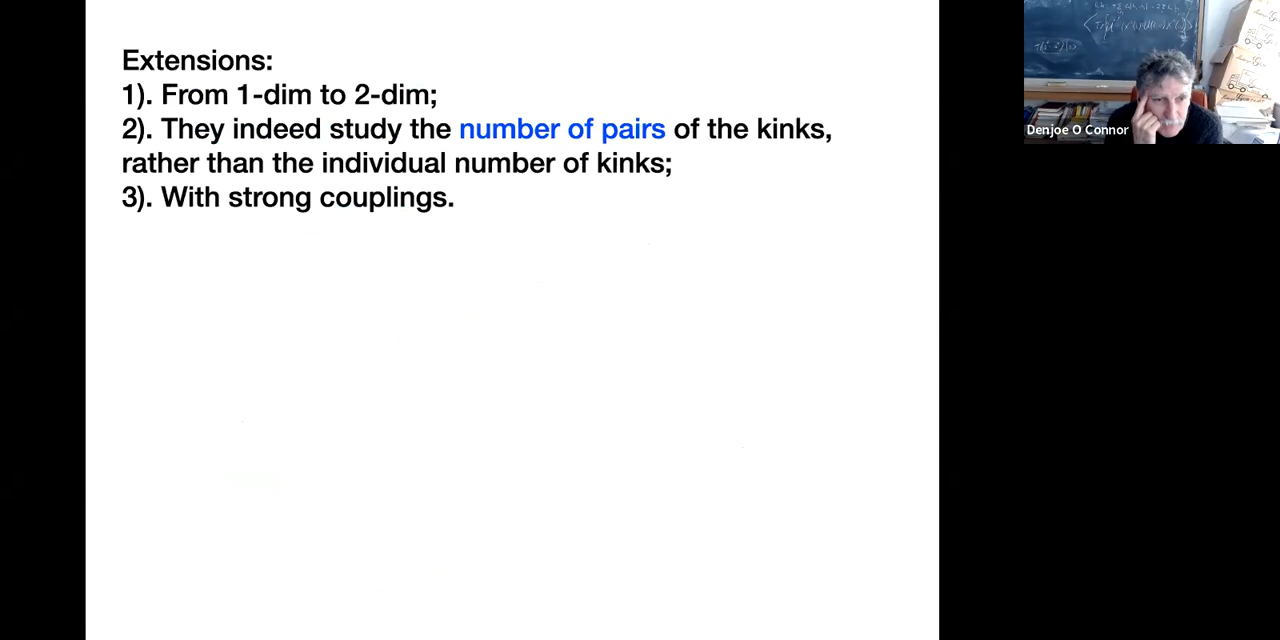 Extensions:
1). From 1-dim to 2-dim;
2). They indeed study the number of pairs of the kinks,
rather than the individual number of kinks;
3). With strong couplings.
Denjoe O Connor